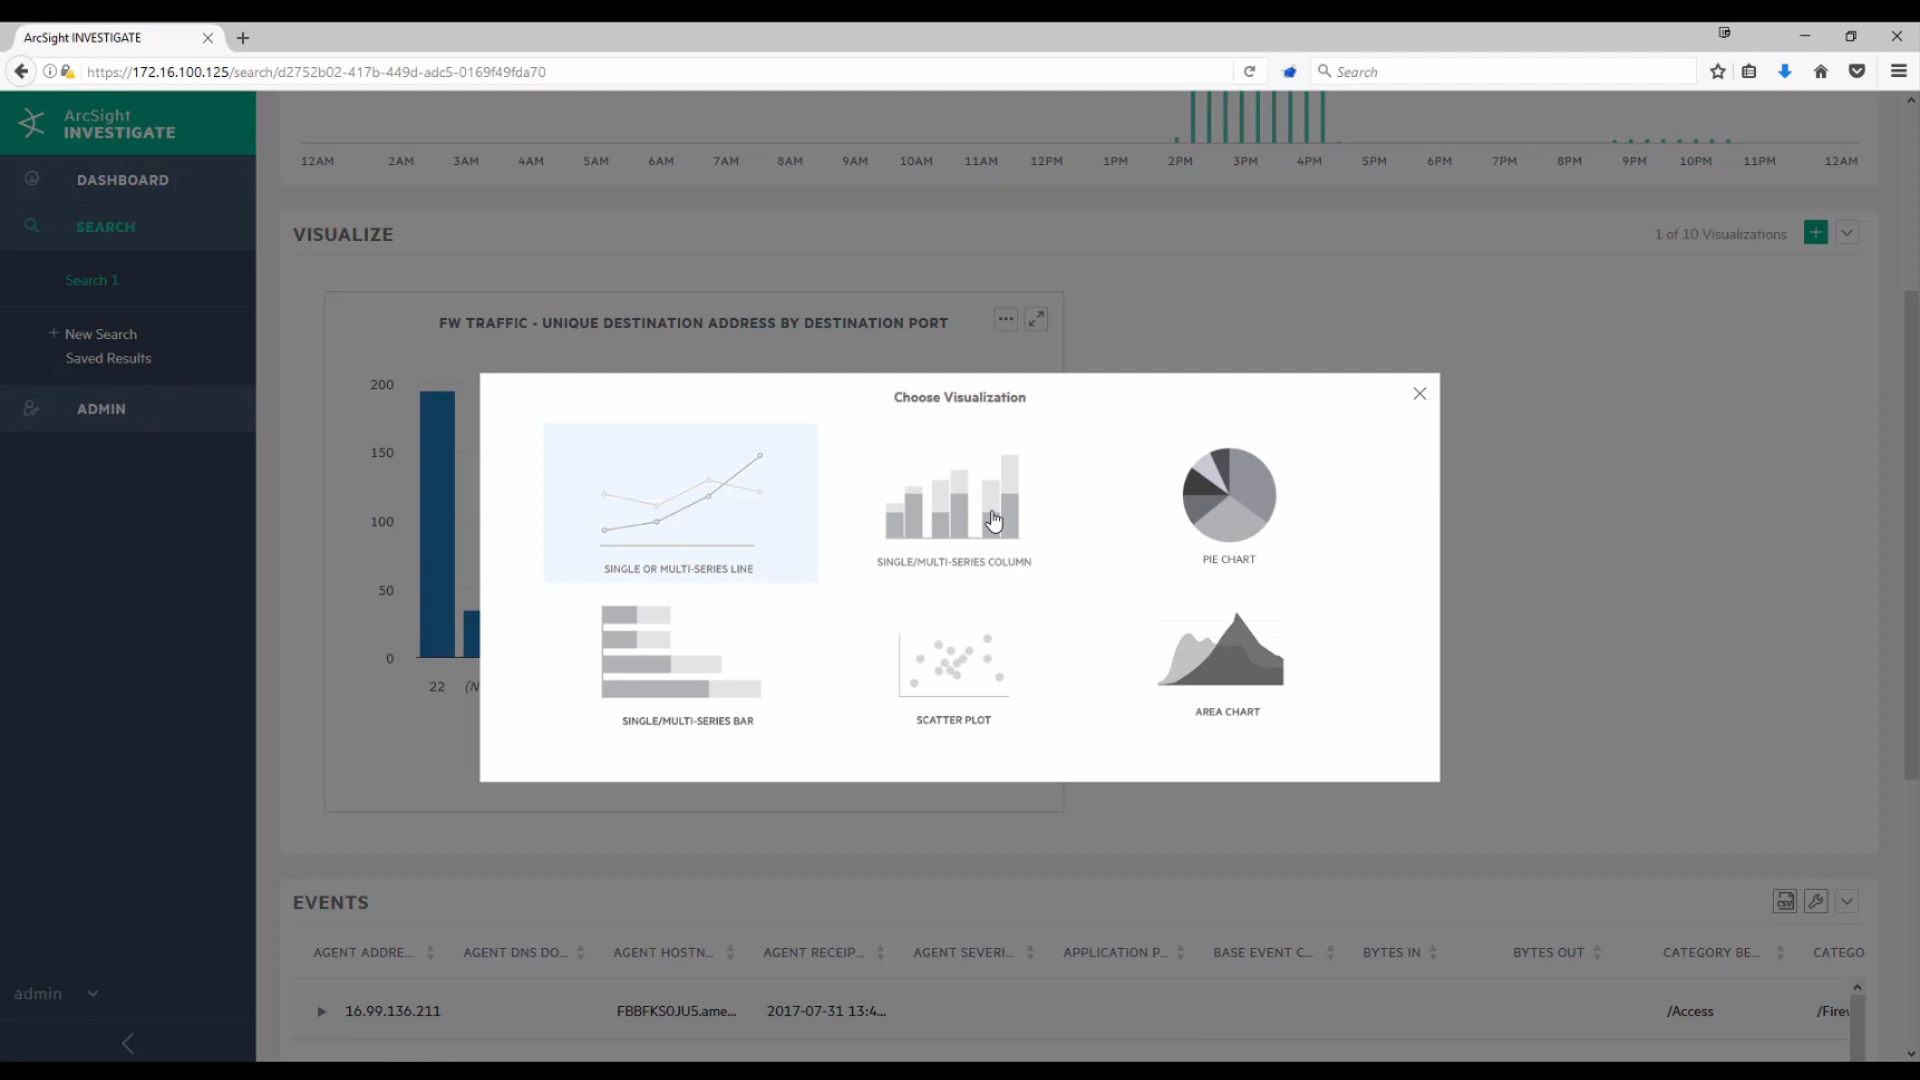 ArcSight INVESTIGATE
https://172.16.100.125/search/d2752b02-417b-449d-adc5-0169f49fda70
Search
ArcSight
INVESTIGATE
DASHBOARD
SEARCH
Search 1
+ New Search
Saved Results
ADMIN
admin
12AM 2AM 3AM 4AM 5AM 6AM 7AM 8AM 9AM 10AM 11AM 12PM 1PM 2PM 3PM 4PM 5PM 6PM 7PM 8PM 9PM 10PM 11PM 12AM
VISUALIZE
1 of 10 Visualizations
FW TRAFFIC - UNIQUE DESTINATION ADDRESS BY DESTINATION PORT
200
150
100
50
0
22 (N
Choose Visualization
SINGLE OR MULTI-SERIES LINE
SINGLE/MULTI-SERIES COLUMN
PIE CHART
SINGLE/MULTI-SERIES BAR
SCATTER PLOT
AREA CHART
EVENTS
CSV
AGENT ADDRE... AGENT DNS DO... AGENT HOSTN... AGENT RECEIP... AGENT SEVERI... APPLICATION P... BASE EVENT C... BYTES IN BYTES OUT CATEGORY BE... CATEGO
16.99.136.211 FBBFKS0JU5.ame... 2017-07-31 13:4... /Access /Firew